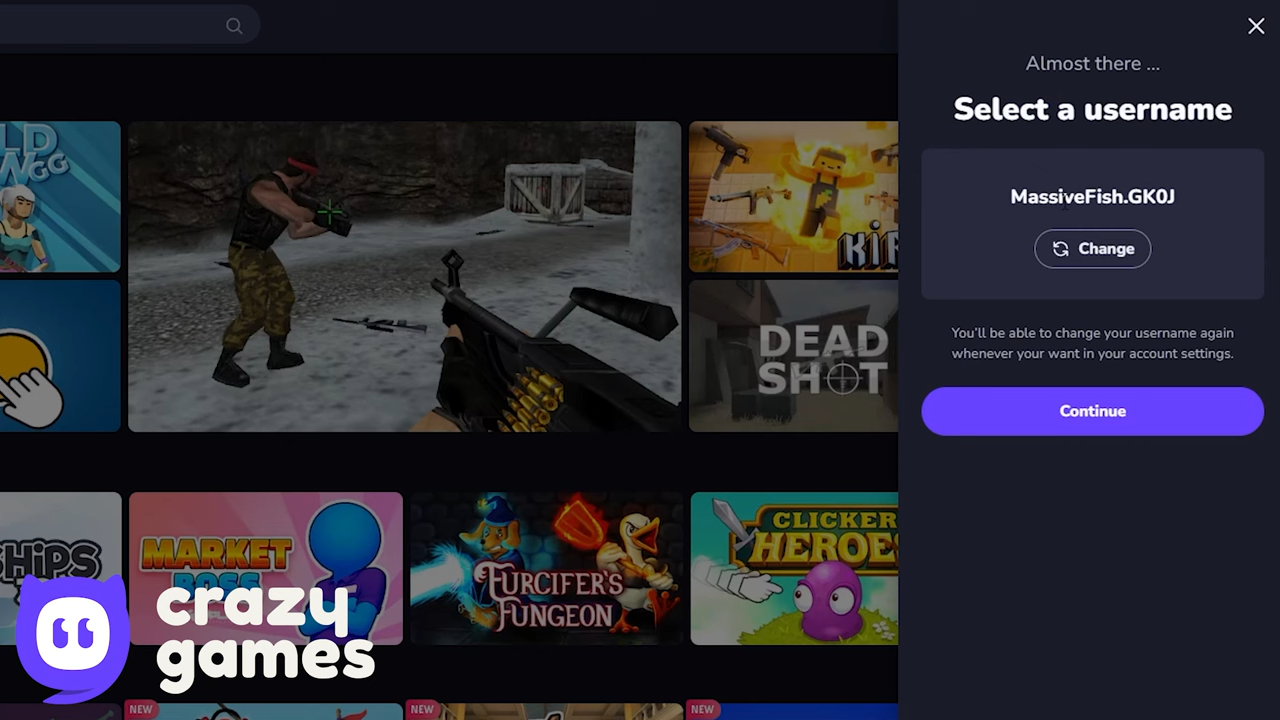 Almost there ...
Select a username
MassiveFish.GK0J
Change
You'll be able to change your username again
whenever your want in your account settings.
Continue
DEAD
SHOT
MARKET
BOSS
FURCIFER'S
FUNGEON
CLICKER
HEROES
crazy
games
NEW
NEW
NEW